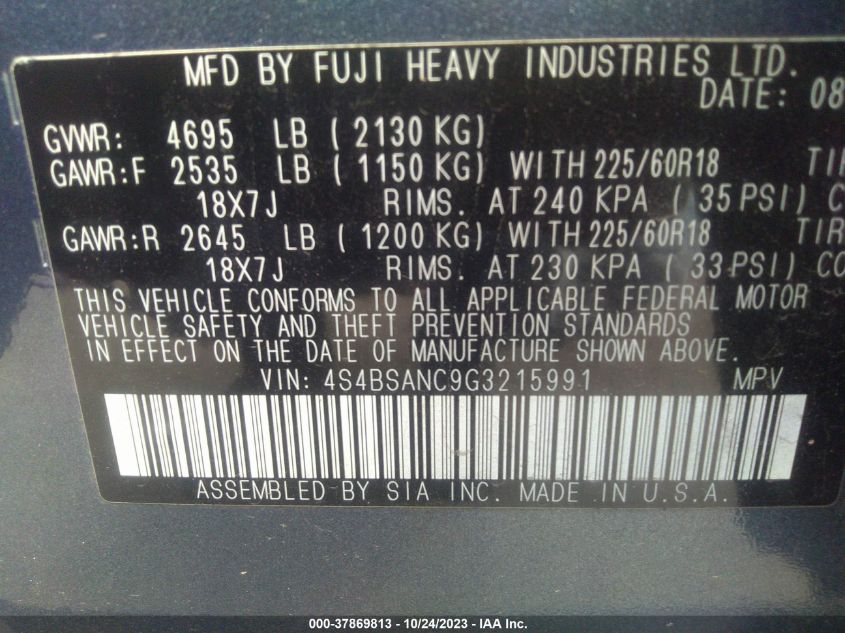 MFD BY FUJI HEAVY INDUSTRIES LTD.
DATE: 08
GVWR: 4695 LB ( 2130 KG)
GAWR:F 2535 LB ( 1150 KG) WITH 225/60R18 TIR
18X7J RIMS. AT 240 KPA ( 35 PSI) C
GAWR:R 2645 LB ( 1200 KG) WITH 225/60R18 TIR
18X7J RIMS. AT 230 KPA ( 33 PSI) CO
THIS VEHICLE CONFORMS TO ALL APPLICABLE FEDERAL MOTOR
VEHICLE SAFETY AND THEFT PREVENTION STANDARDS
IN EFFECT ON THE DATE OF MANUFACTURE SHOWN ABOVE.
VIN: 4S4BSANC9G3215991 MPV
ASSEMBLED BY SIA INC. MADE IN U.S.A.
000-37869813 - 10/24/2023 - IAA Inc.